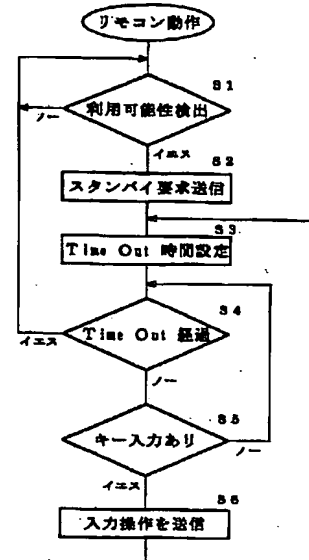 リモコン動作
S1
利用可能性検出
ノー
イエス
S2
スタンバイ要求送信
S3
Time Out 時間設定
S4
Time Out 経過
イエス
ノー
S5
キー入力あり
ノー
イエス
S6
入力操作を送信